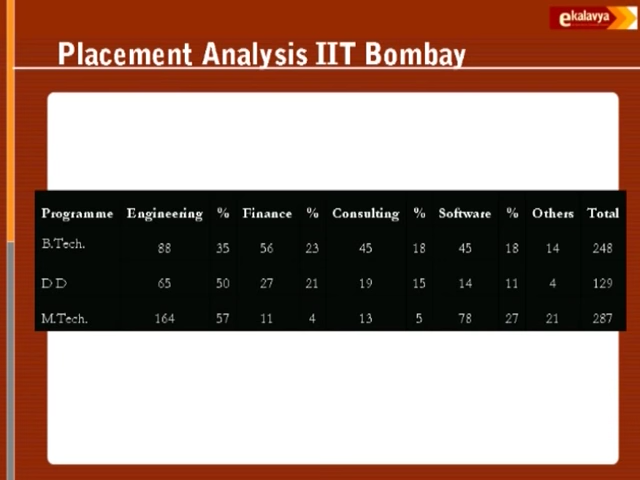 ekalavya
Placement Analysis IIT Bombay
Programme Engineering % Finance % Consulting % Software % Others Total
B.Tech. 88 35 56 23 45 18 45 18 14 248
D D 65 50 27 21 19 15 14 11 4 129
M.Tech. 164 57 11 4 13 5 78 27 21 287